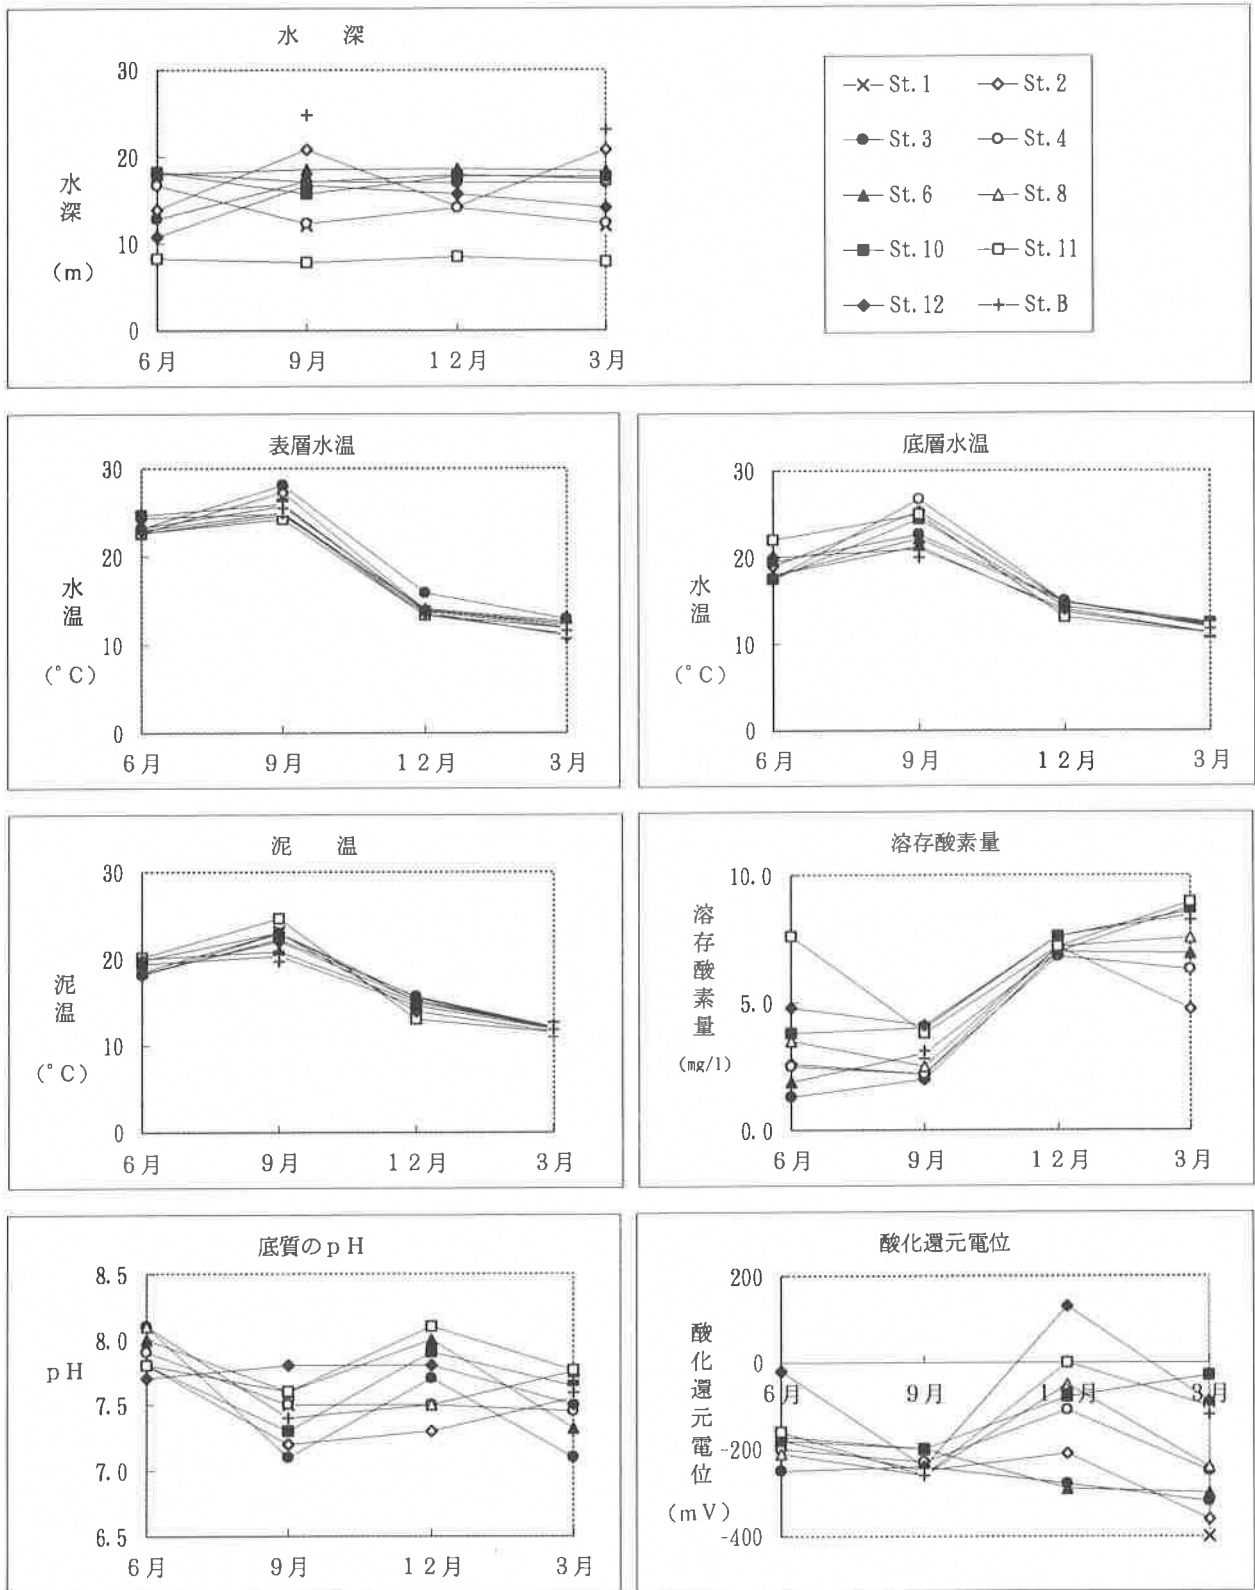 水 深
30
20
10
0
水深
(m)
6月 9月 12月 3月
St.1 St.2
St.3 St.4
St.6 St.8
St.10 St.11
St.12 St.B
表層水温
30
20
10
0
水温
(°C)
6月 9月 12月 3月
底層水温
30
20
10
0
水温
(°C)
6月 9月 12月 3月
泥 温
30
20
10
0
泥温
(°C)
6月 9月 12月 3月
溶存酸素量
10.0
5.0
0.0
溶存酸素量
(mg/l)
6月 9月 12月 3月
底質のpH
8.5
8.0
7.5
7.0
6.5
pH
6月 9月 12月 3月
酸化還元電位
200
0
-200
-400
酸化還元電位
(mV)
6月 9月 12月 3月